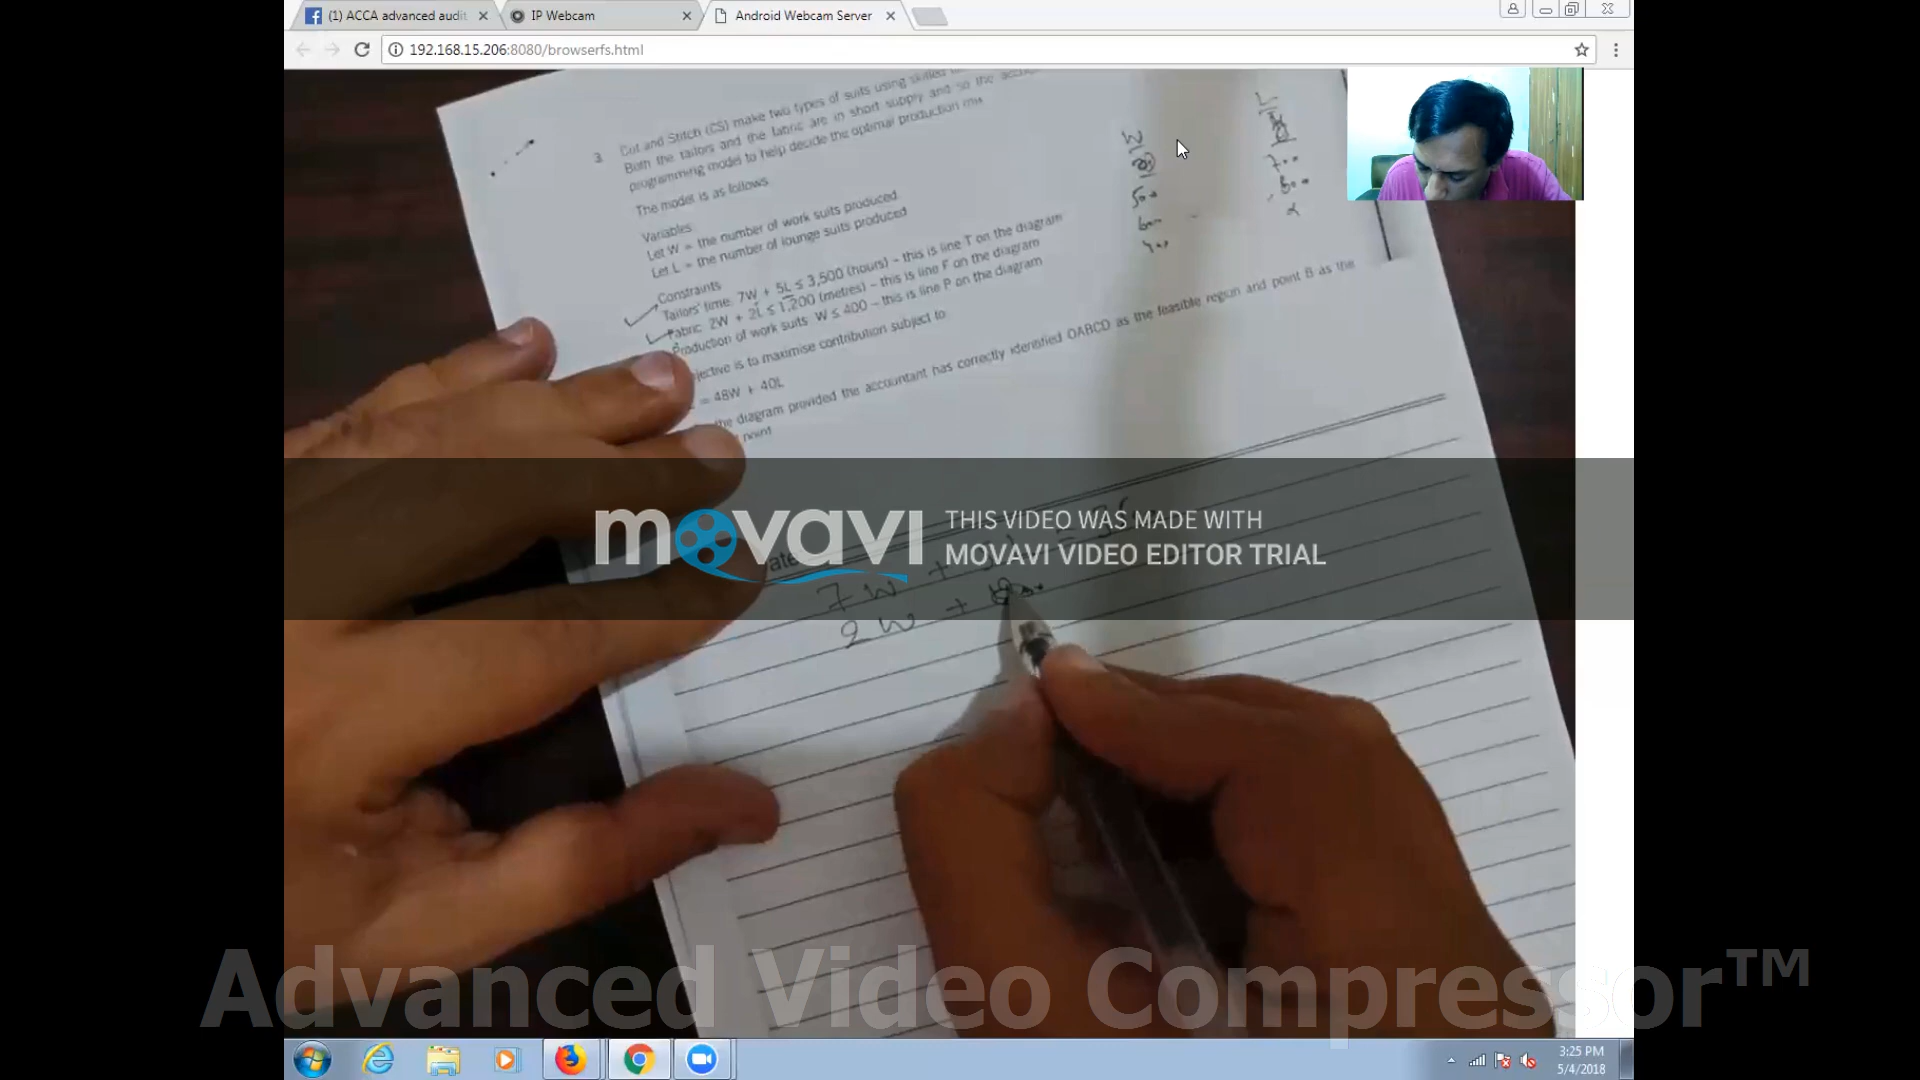 (1) ACCA advanced audit
IP Webcam
Android Webcam Server
192.168.15.206:8080/browserfs.html
3. Cut and Stitch (CS) make two types of suits using skilled
Both the tailors and the fabric are in short supply and so the
programming model to help decide the optimal production mix
The model is as follows
Variables
Let W = the number of work suits produced.
Let L = the number of lounge suits produced
Constraints
Tailors' time: 7W + 5L ≤ 3,500 (hours) – this is line T on the diagram
Fabric: 2W + 2L ≤ 1,200 (metres) – this is line F on the diagram
Production of work suits: W ≤ 400 – this is line P on the diagram
is to maximise contribution subject to
= 48W + 40L
the diagram provided the accountant has correctly identified OABCD as the feasible region and point B as the
point
W
500
600
400
L
700
α
movavi
THIS VIDEO WAS MADE WITH
MOVAVI VIDEO EDITOR TRIAL
7W +
2W +
Advanced Video Compressor™
3:25 PM
5/4/2018